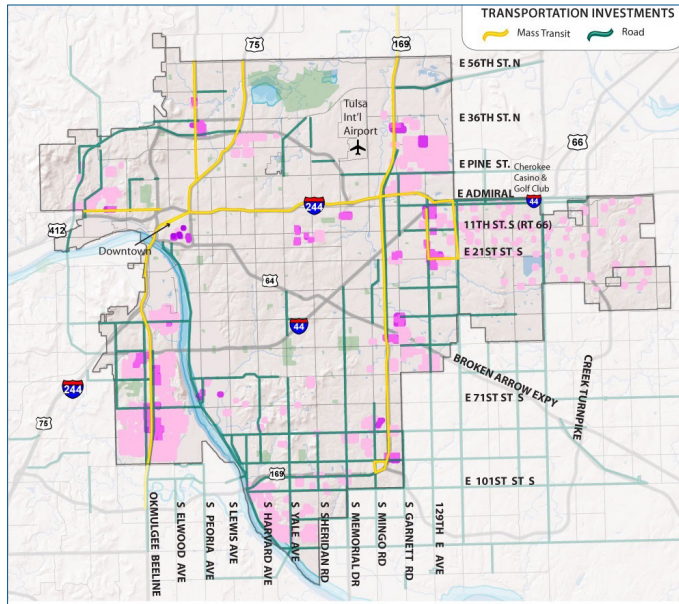 TRANSPORTATION INVESTMENTS
Mass Transit
Road
75
169
E 56TH ST. N
Tulsa
Int'l
Airport
E 36TH ST. N
66
E PINE ST.
Cherokee
Casino &
Golf Club
E ADMIRAL
44
244
412
11TH ST. S (RT 66)
Downtown
E 21ST ST S
64
44
BROKEN ARROW EXPY
CREEK TURNPIKE
244
75
E 71ST ST S
169
E 101ST ST S
OKMULGEE BEELINE
S ELWOOD AVE
S PEORIA AVE
S LEWIS AVE
S HARVARD AVE
S YALE AVE
S SHERIDAN RD
S MEMORIAL DR
S MINGO RD
S GARNETT RD
129TH E AVE